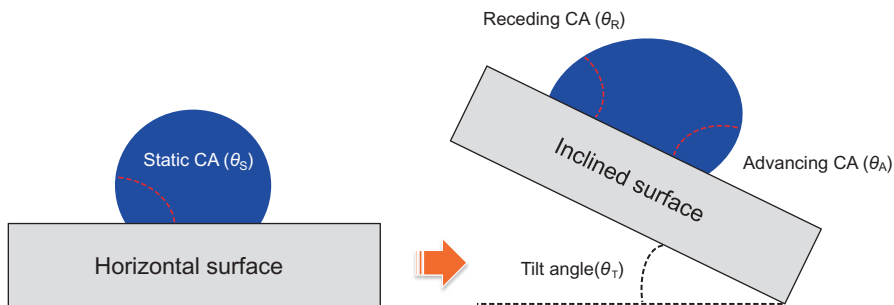 Static CA (θS)
Horizontal surface
Receding CA (θR)
Inclined surface
Advancing CA (θA)
Tilt angle(θT)